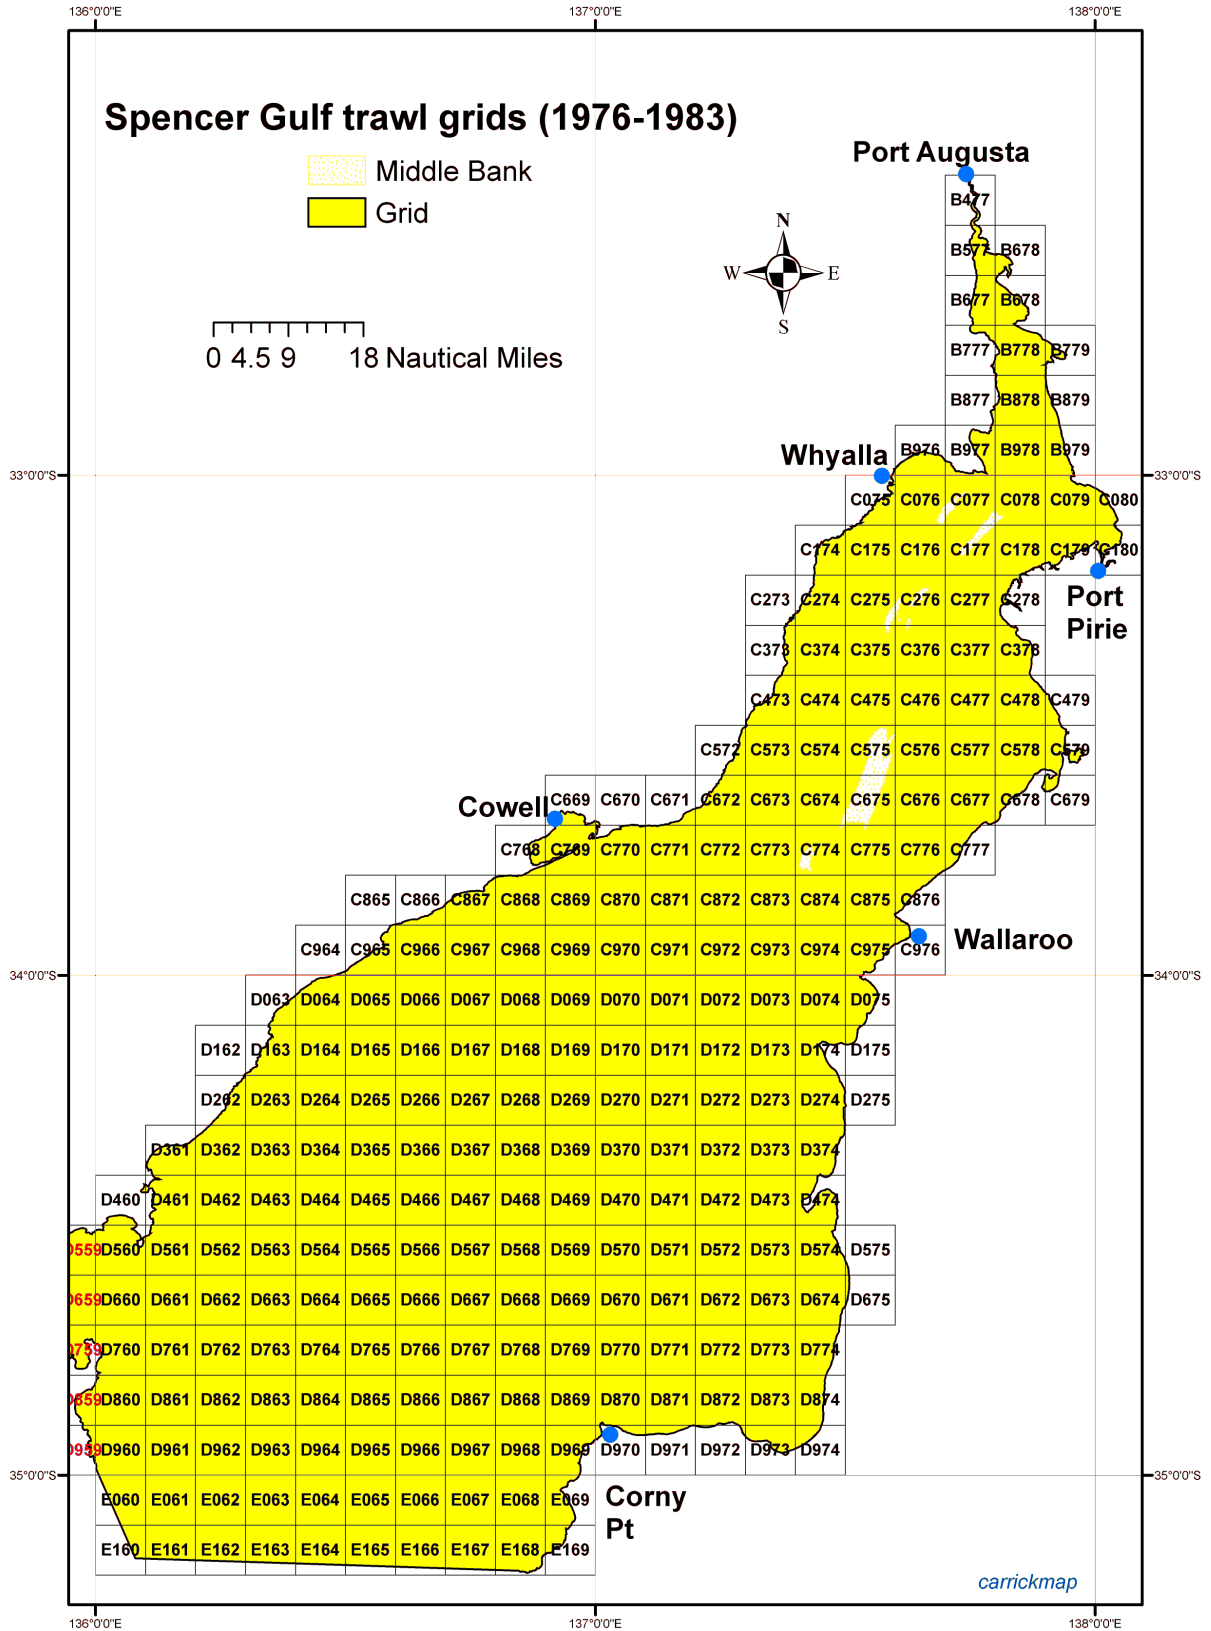 136°0'0"E 137°0'0"E 138°0'0"E
Spencer Gulf trawl grids (1976-1983)
Middle Bank
Grid
Port Augusta
N
W E
S
0 4.5 9 18 Nautical Miles
B477
B577 B678
B677 B678
B777 B778 B779
B877 B878 B879
Whyalla
B976 B977 B978 B979
33°0'0"S 33°0'0"S
C075 C076 C077 C078 C079 C080
C174 C175 C176 C177 C178 C179 C180
Port
Pirie
C273 C274 C275 C276 C277 C278
C373 C374 C375 C376 C377 C378
C473 C474 C475 C476 C477 C478 C479
C572 C573 C574 C575 C576 C577 C578 C579
Cowell
C669 C670 C671 C672 C673 C674 C675 C676 C677 C678 C679
C768 C769 C770 C771 C772 C773 C774 C775 C776 C777
C865 C866 C867 C868 C869 C870 C871 C872 C873 C874 C875 C876
Wallaroo
C964 C965 C966 C967 C968 C969 C970 C971 C972 C973 C974 C975 C976
34°0'0"S 34°0'0"S
D063 D064 D065 D066 D067 D068 D069 D070 D071 D072 D073 D074 D075
D162 D163 D164 D165 D166 D167 D168 D169 D170 D171 D172 D173 D174 D175
D262 D263 D264 D265 D266 D267 D268 D269 D270 D271 D272 D273 D274 D275
D361 D362 D363 D364 D365 D366 D367 D368 D369 D370 D371 D372 D373 D374
D460 D461 D462 D463 D464 D465 D466 D467 D468 D469 D470 D471 D472 D473 D474
D559 D560 D561 D562 D563 D564 D565 D566 D567 D568 D569 D570 D571 D572 D573 D574 D575
D659 D660 D661 D662 D663 D664 D665 D666 D667 D668 D669 D670 D671 D672 D673 D674 D675
D759 D760 D761 D762 D763 D764 D765 D766 D767 D768 D769 D770 D771 D772 D773 D774
D859 D860 D861 D862 D863 D864 D865 D866 D867 D868 D869 D870 D871 D872 D873 D874
D959 D960 D961 D962 D963 D964 D965 D966 D967 D968 D969 D970 D971 D972 D973 D974
35°0'0"S 35°0'0"S
E060 E061 E062 E063 E064 E065 E066 E067 E068 E069
Corny
Pt
E160 E161 E162 E163 E164 E165 E166 E167 E168 E169
carrickmap
136°0'0"E 137°0'0"E 138°0'0"E